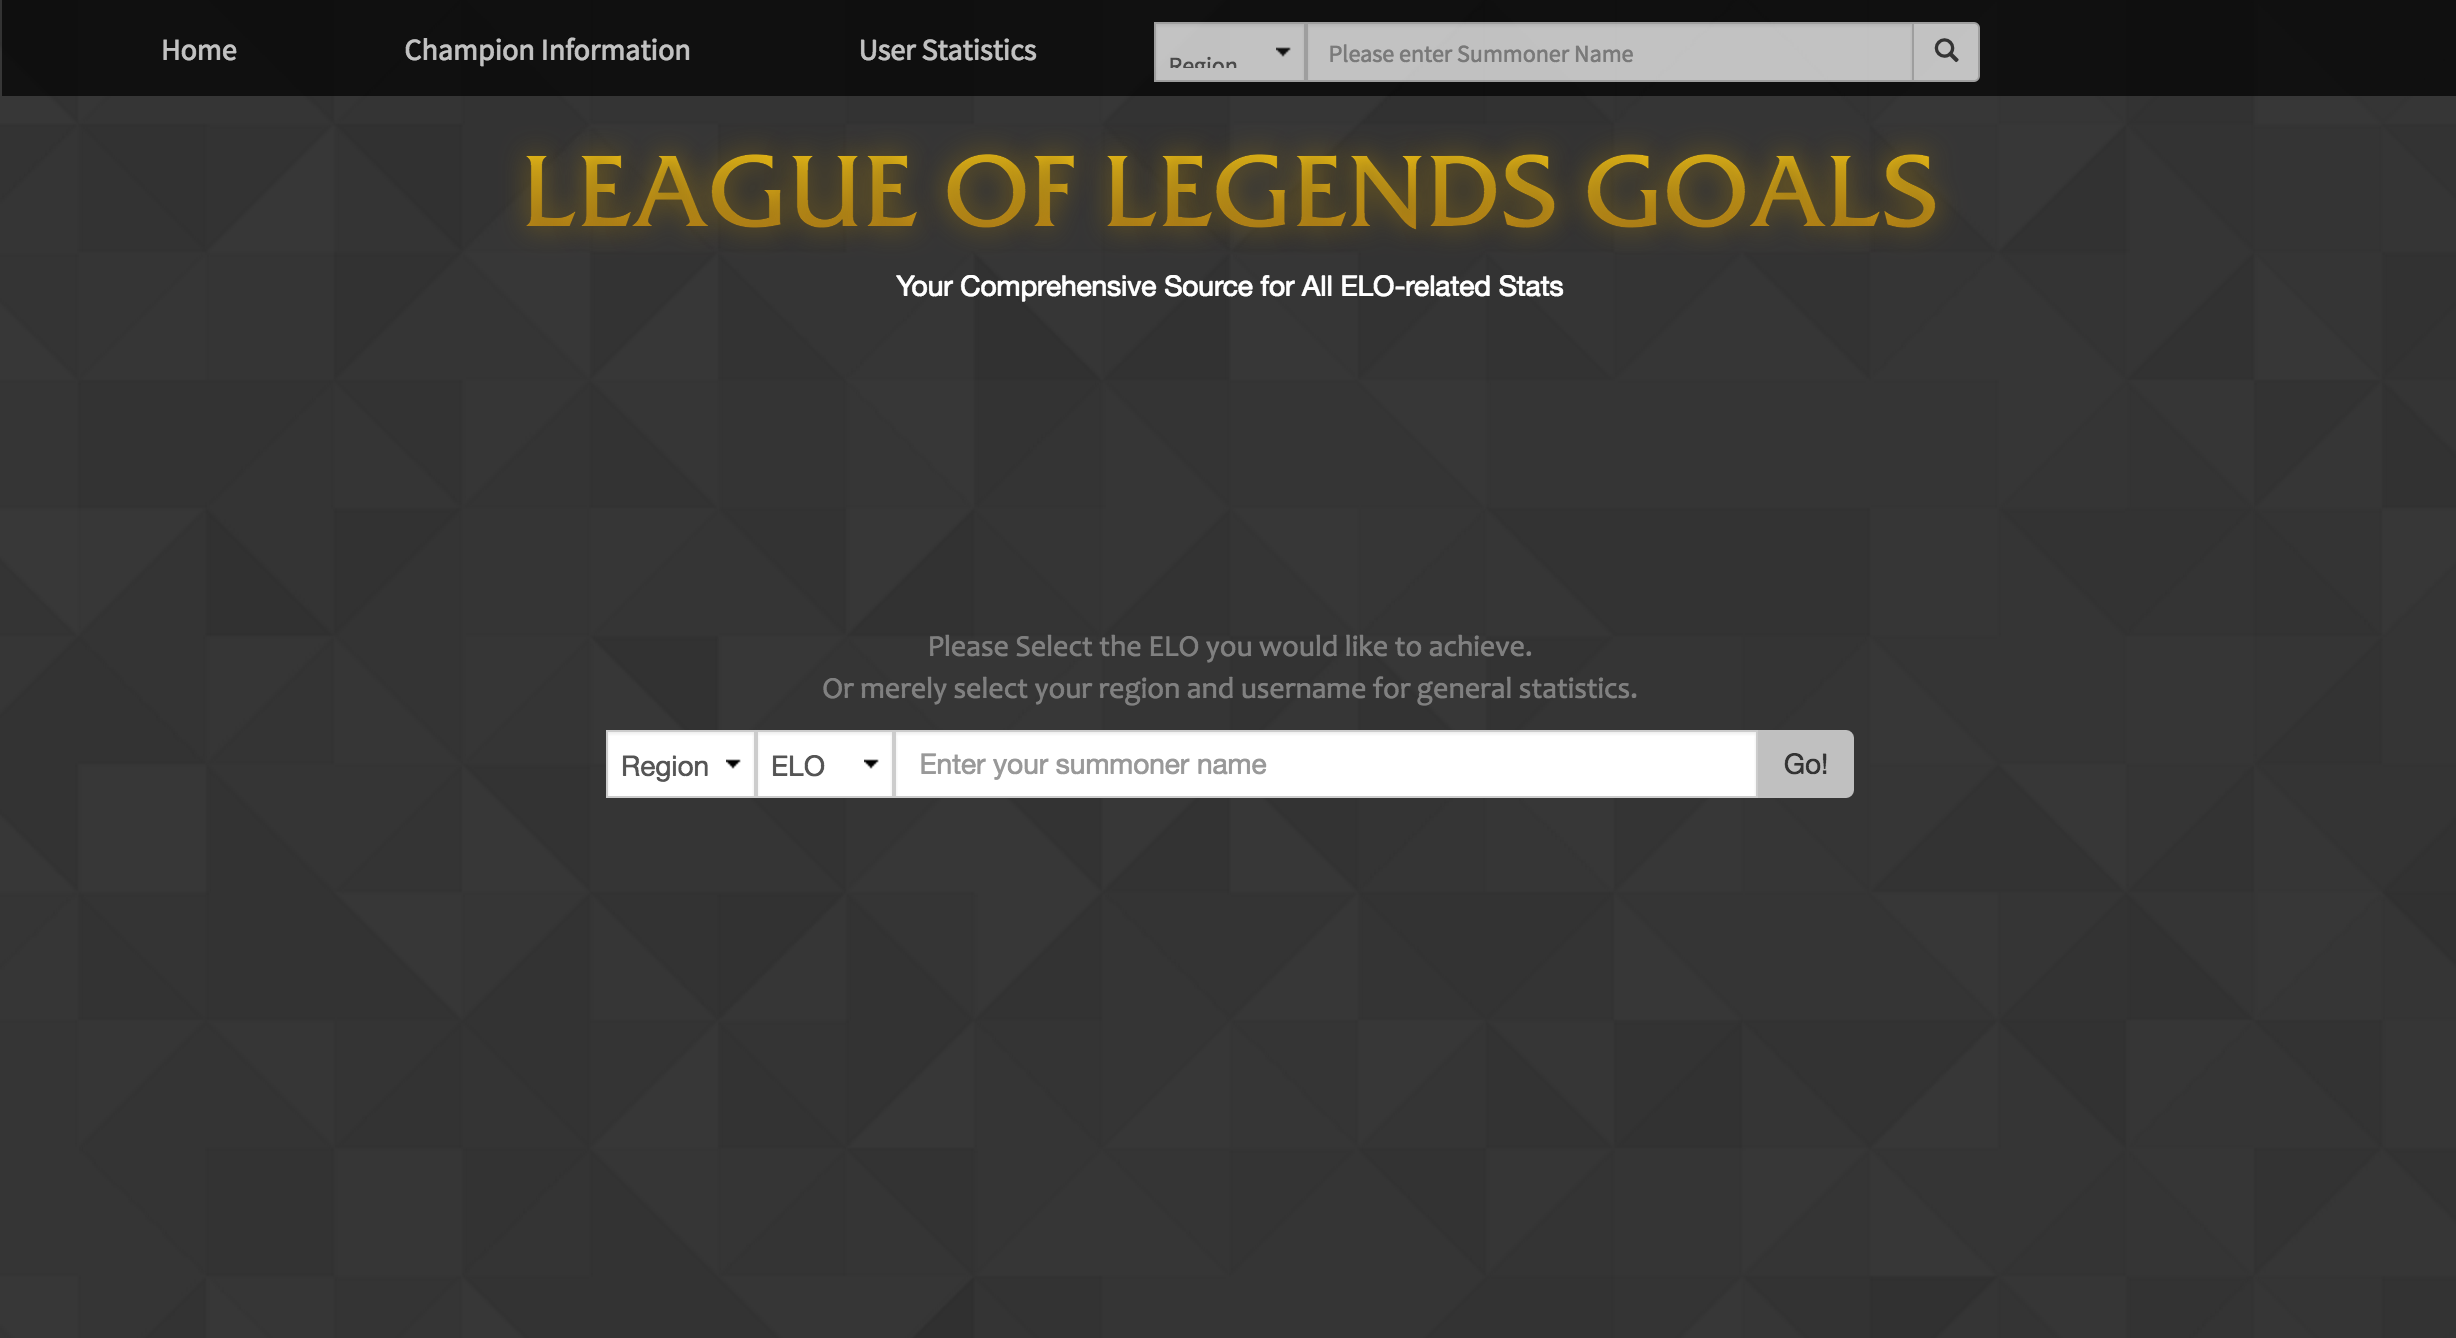 Home Champion Information User Statistics Region Please enter Summoner Name
LEAGUE OF LEGENDS GOALS
Your Comprehensive Source for All ELO-related Stats
Please Select the ELO you would like to achieve.
Or merely select your region and username for general statistics.
Region ELO Enter your summoner name Go!